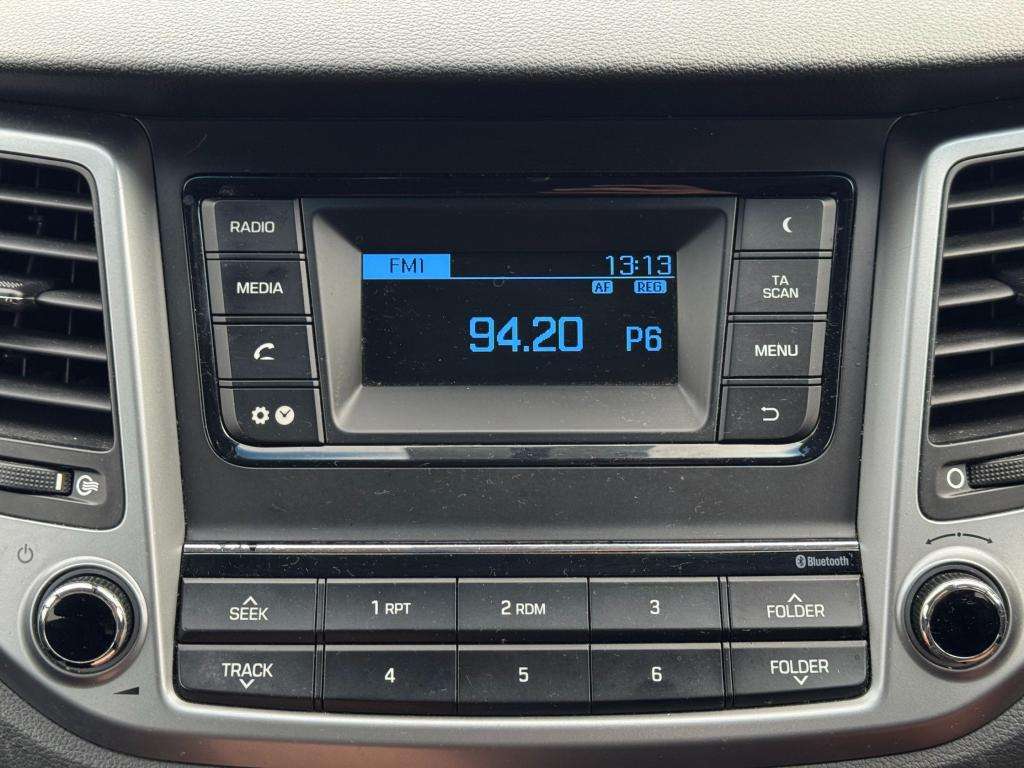 RADIO
MEDIA
FM1 13:13
AF REG
94.20 P6
TA
SCAN
MENU
Bluetooth
SEEK
1 RPT
2 RDM
3
FOLDER
TRACK
4
5
6
FOLDER